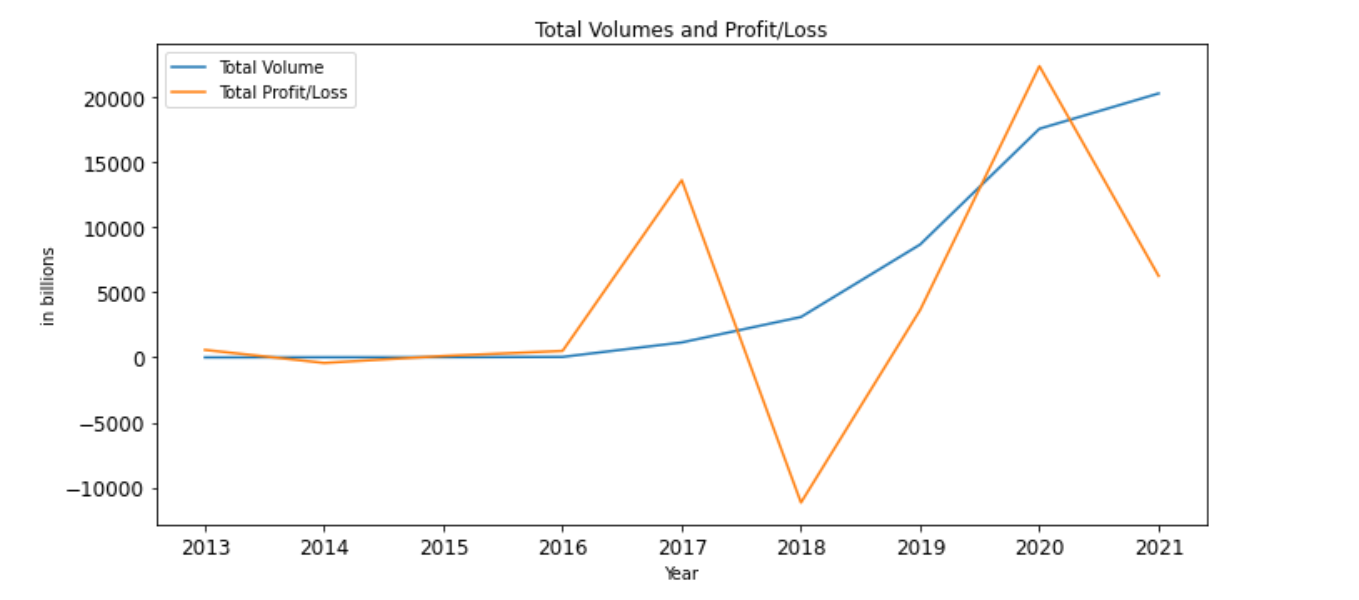 Total Volumes and Profit/Loss
Total Volume
Total Profit/Loss
20000
15000
10000
5000
0
−5000
−10000
in billions
2013 2014 2015 2016 2017 2018 2019 2020 2021
Year